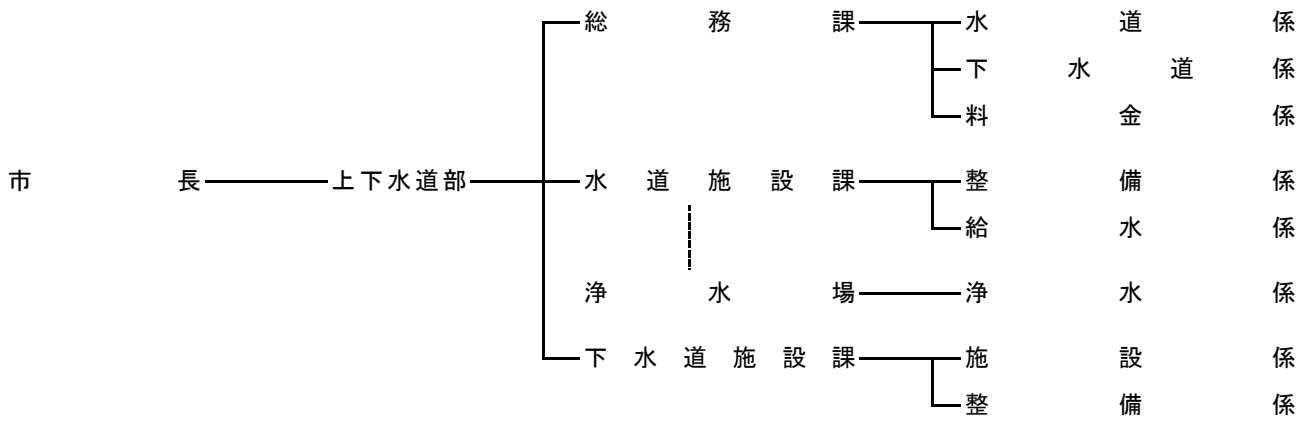 総務課 水道係
下水道係
料金係
市長 上下水道部 水道施設課 整備係
給水係
浄水場 浄水係
下水道施設課 施設係
整備係